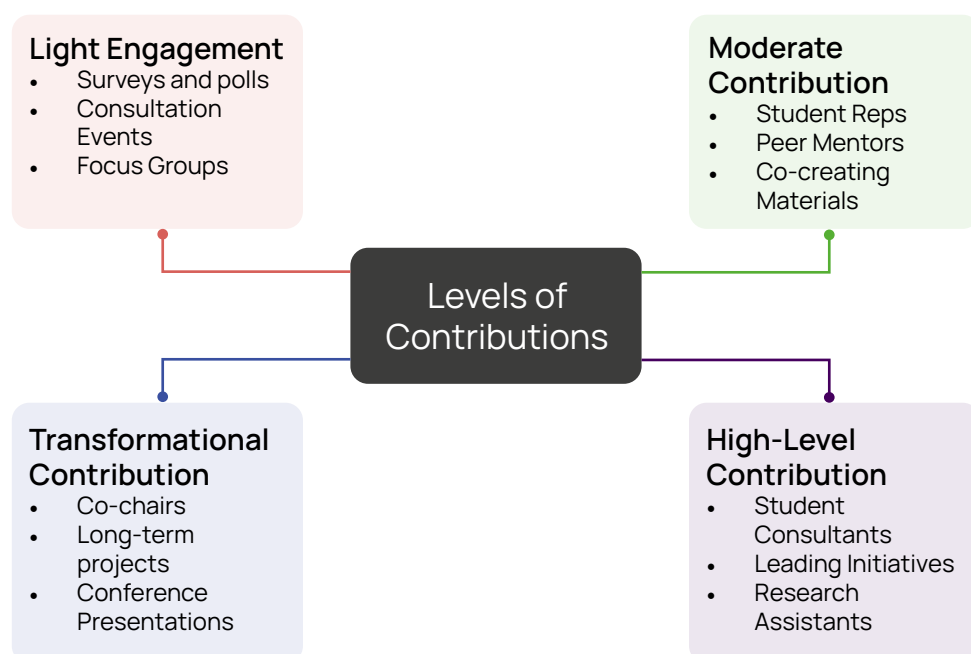 Light Engagement
• Surveys and polls
• Consultation
Events
• Focus Groups
Moderate
Contribution
• Student Reps
• Peer Mentors
• Co-creating
Materials
Levels of
Contributions
Transformational
Contribution
• Co-chairs
• Long-term
projects
• Conference
Presentations
High-Level
Contribution
• Student
Consultants
• Leading Initiatives
• Research
Assistants